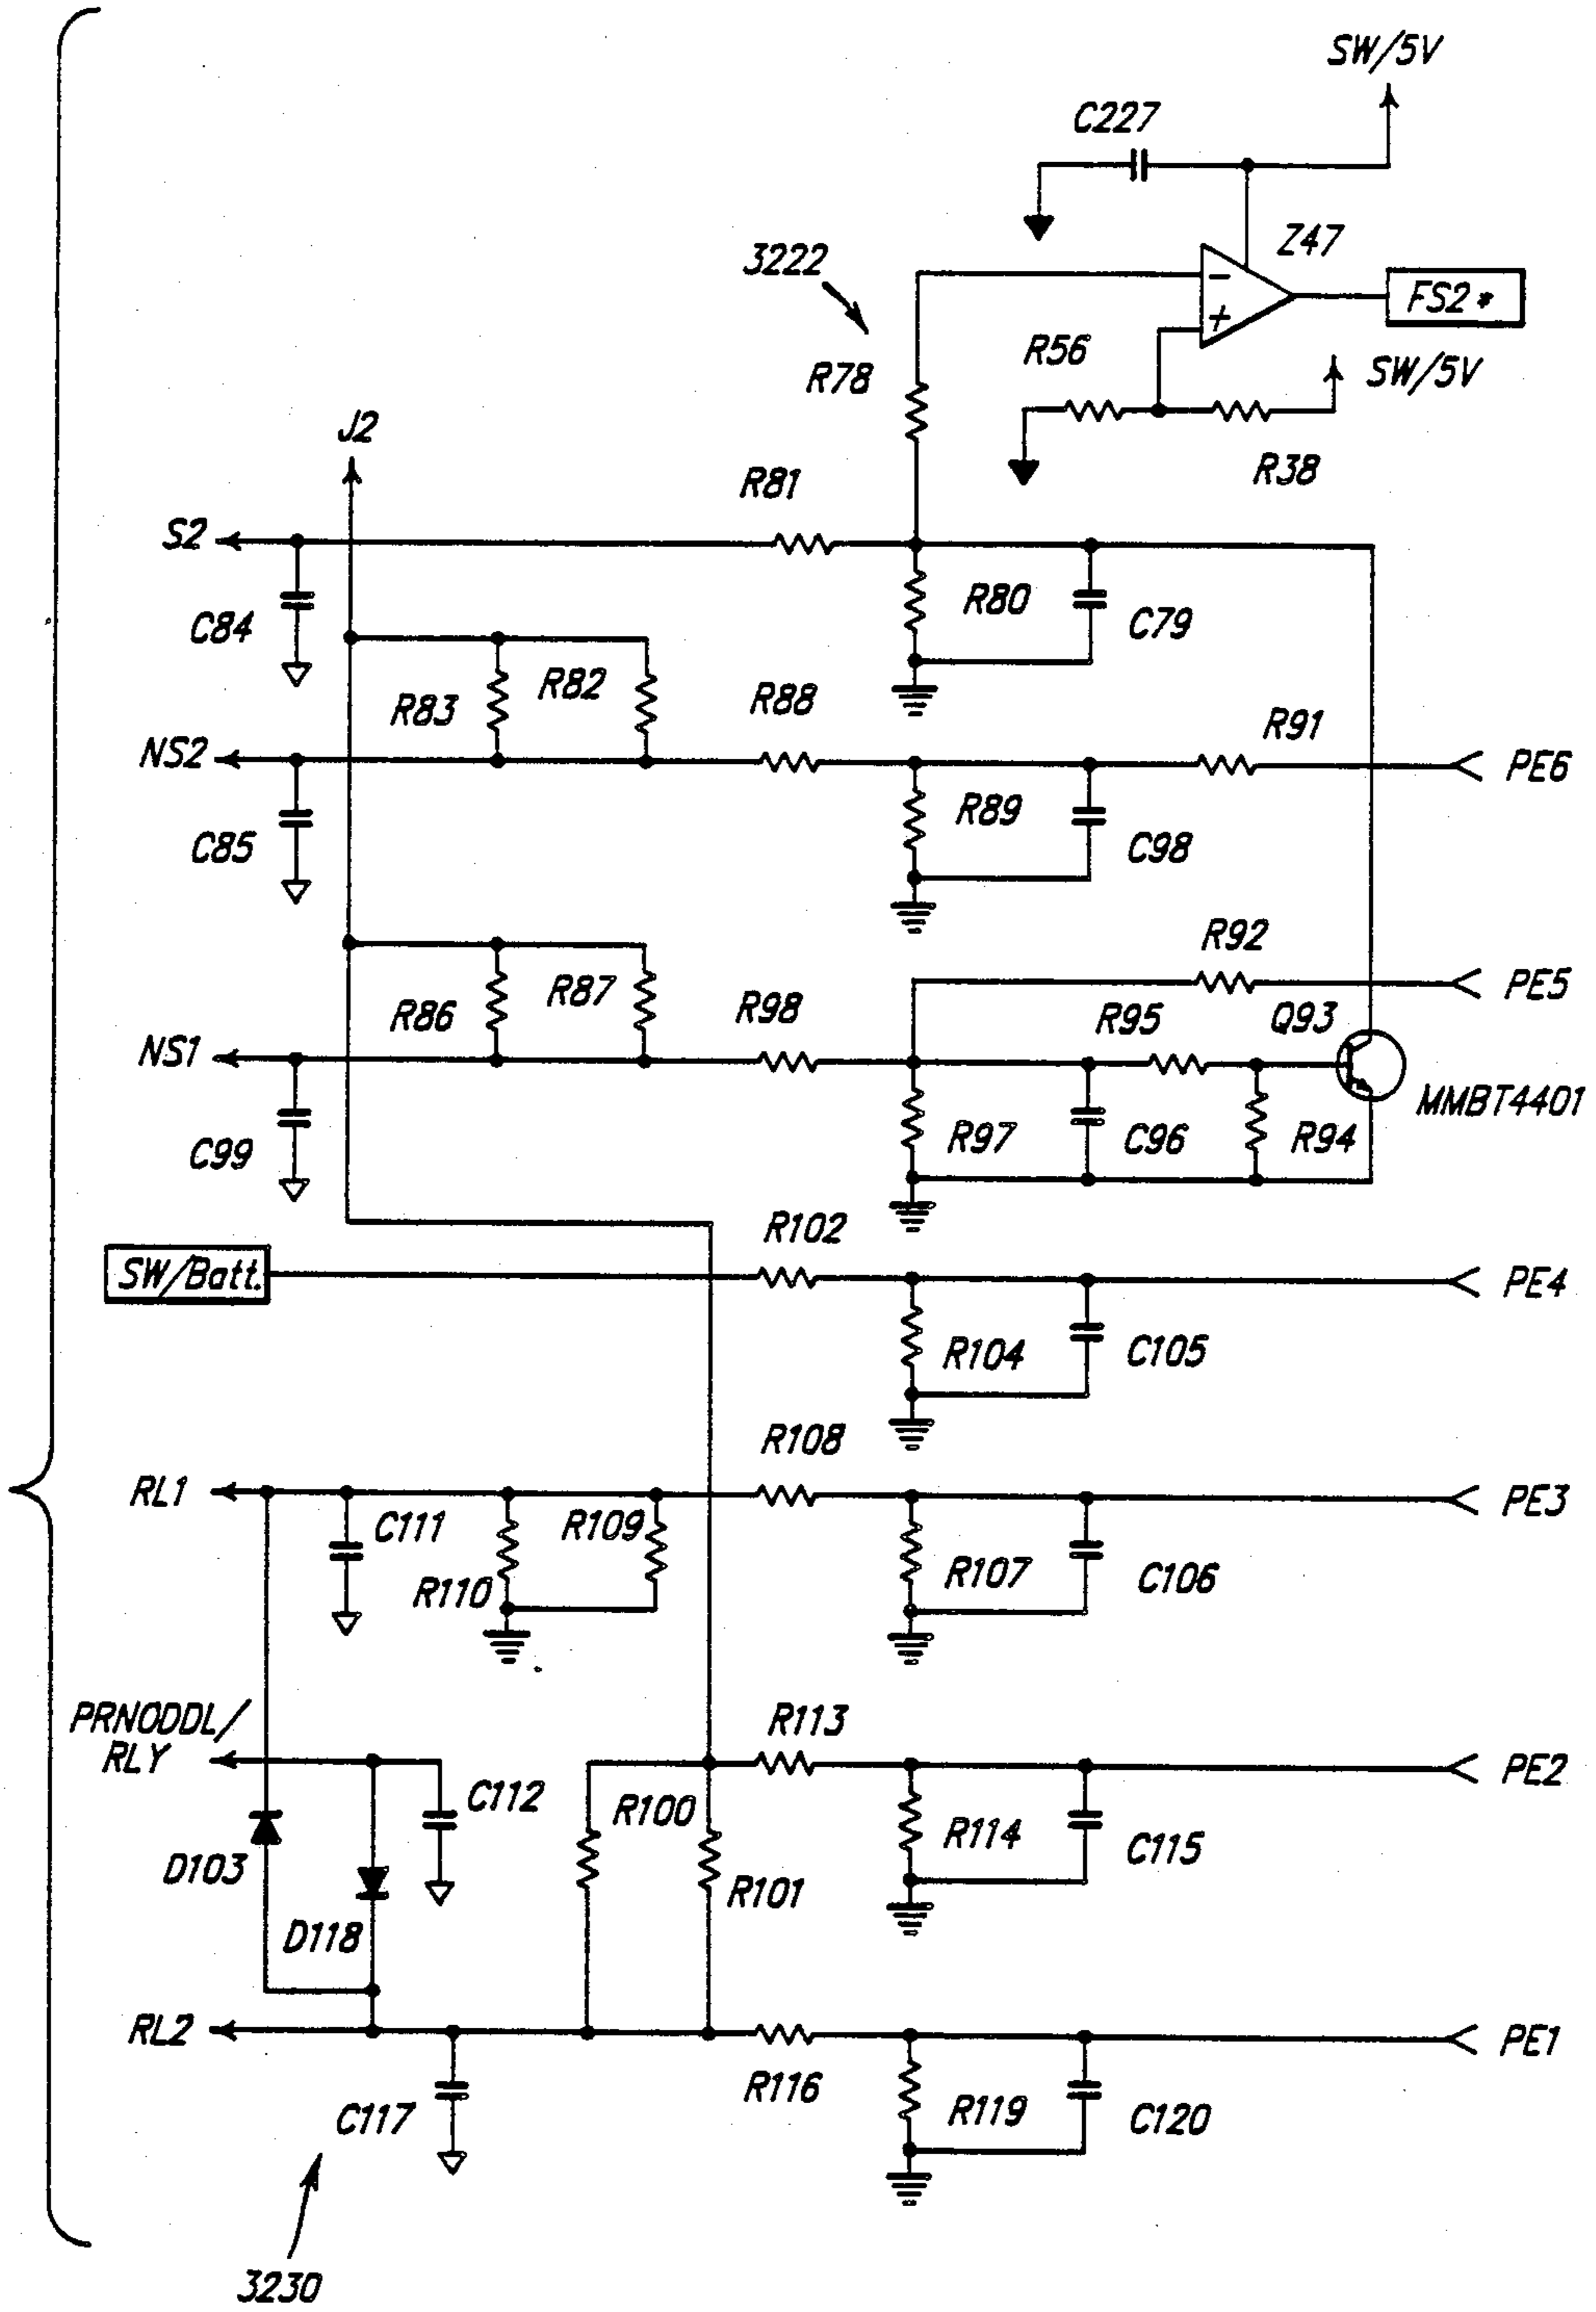 SW/5V
C227
Z47
3222
FS2*
R56
SW/5V
R78
J2
R38
R81
S2
R80
C79
C84
R82
R83
R88
R91
NS2
PE6
R89
C85
C98
R92
R87
PE5
R86
R98
R95
Q93
NS1
MMBT4401
R97
C96
R94
C99
R102
SW/Batt.
PE4
R104
C105
R108
RL1
PE3
C111
R109
R110
R107
C106
PRNODDL/
RLY
R113
PE2
C112
R100
R114
C115
D103
R101
D118
RL2
PE1
R116
R119
C120
C117
3230